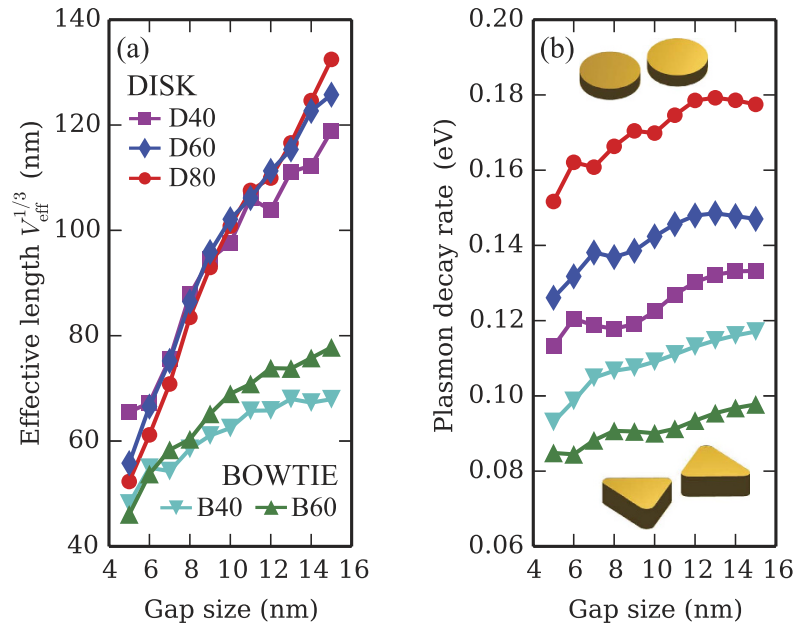 (a)
DISK
D40
D60
D80
BOWTIE
B40 B60
140
120
100
80
60
40
4 6 8 10 12 14 16
Gap size (nm)
Effective length V_eff^{1/3} (nm)
(b)
0.20
0.18
0.16
0.14
0.12
0.10
0.08
0.06
4 6 8 10 12 14 16
Gap size (nm)
Plasmon decay rate (eV)